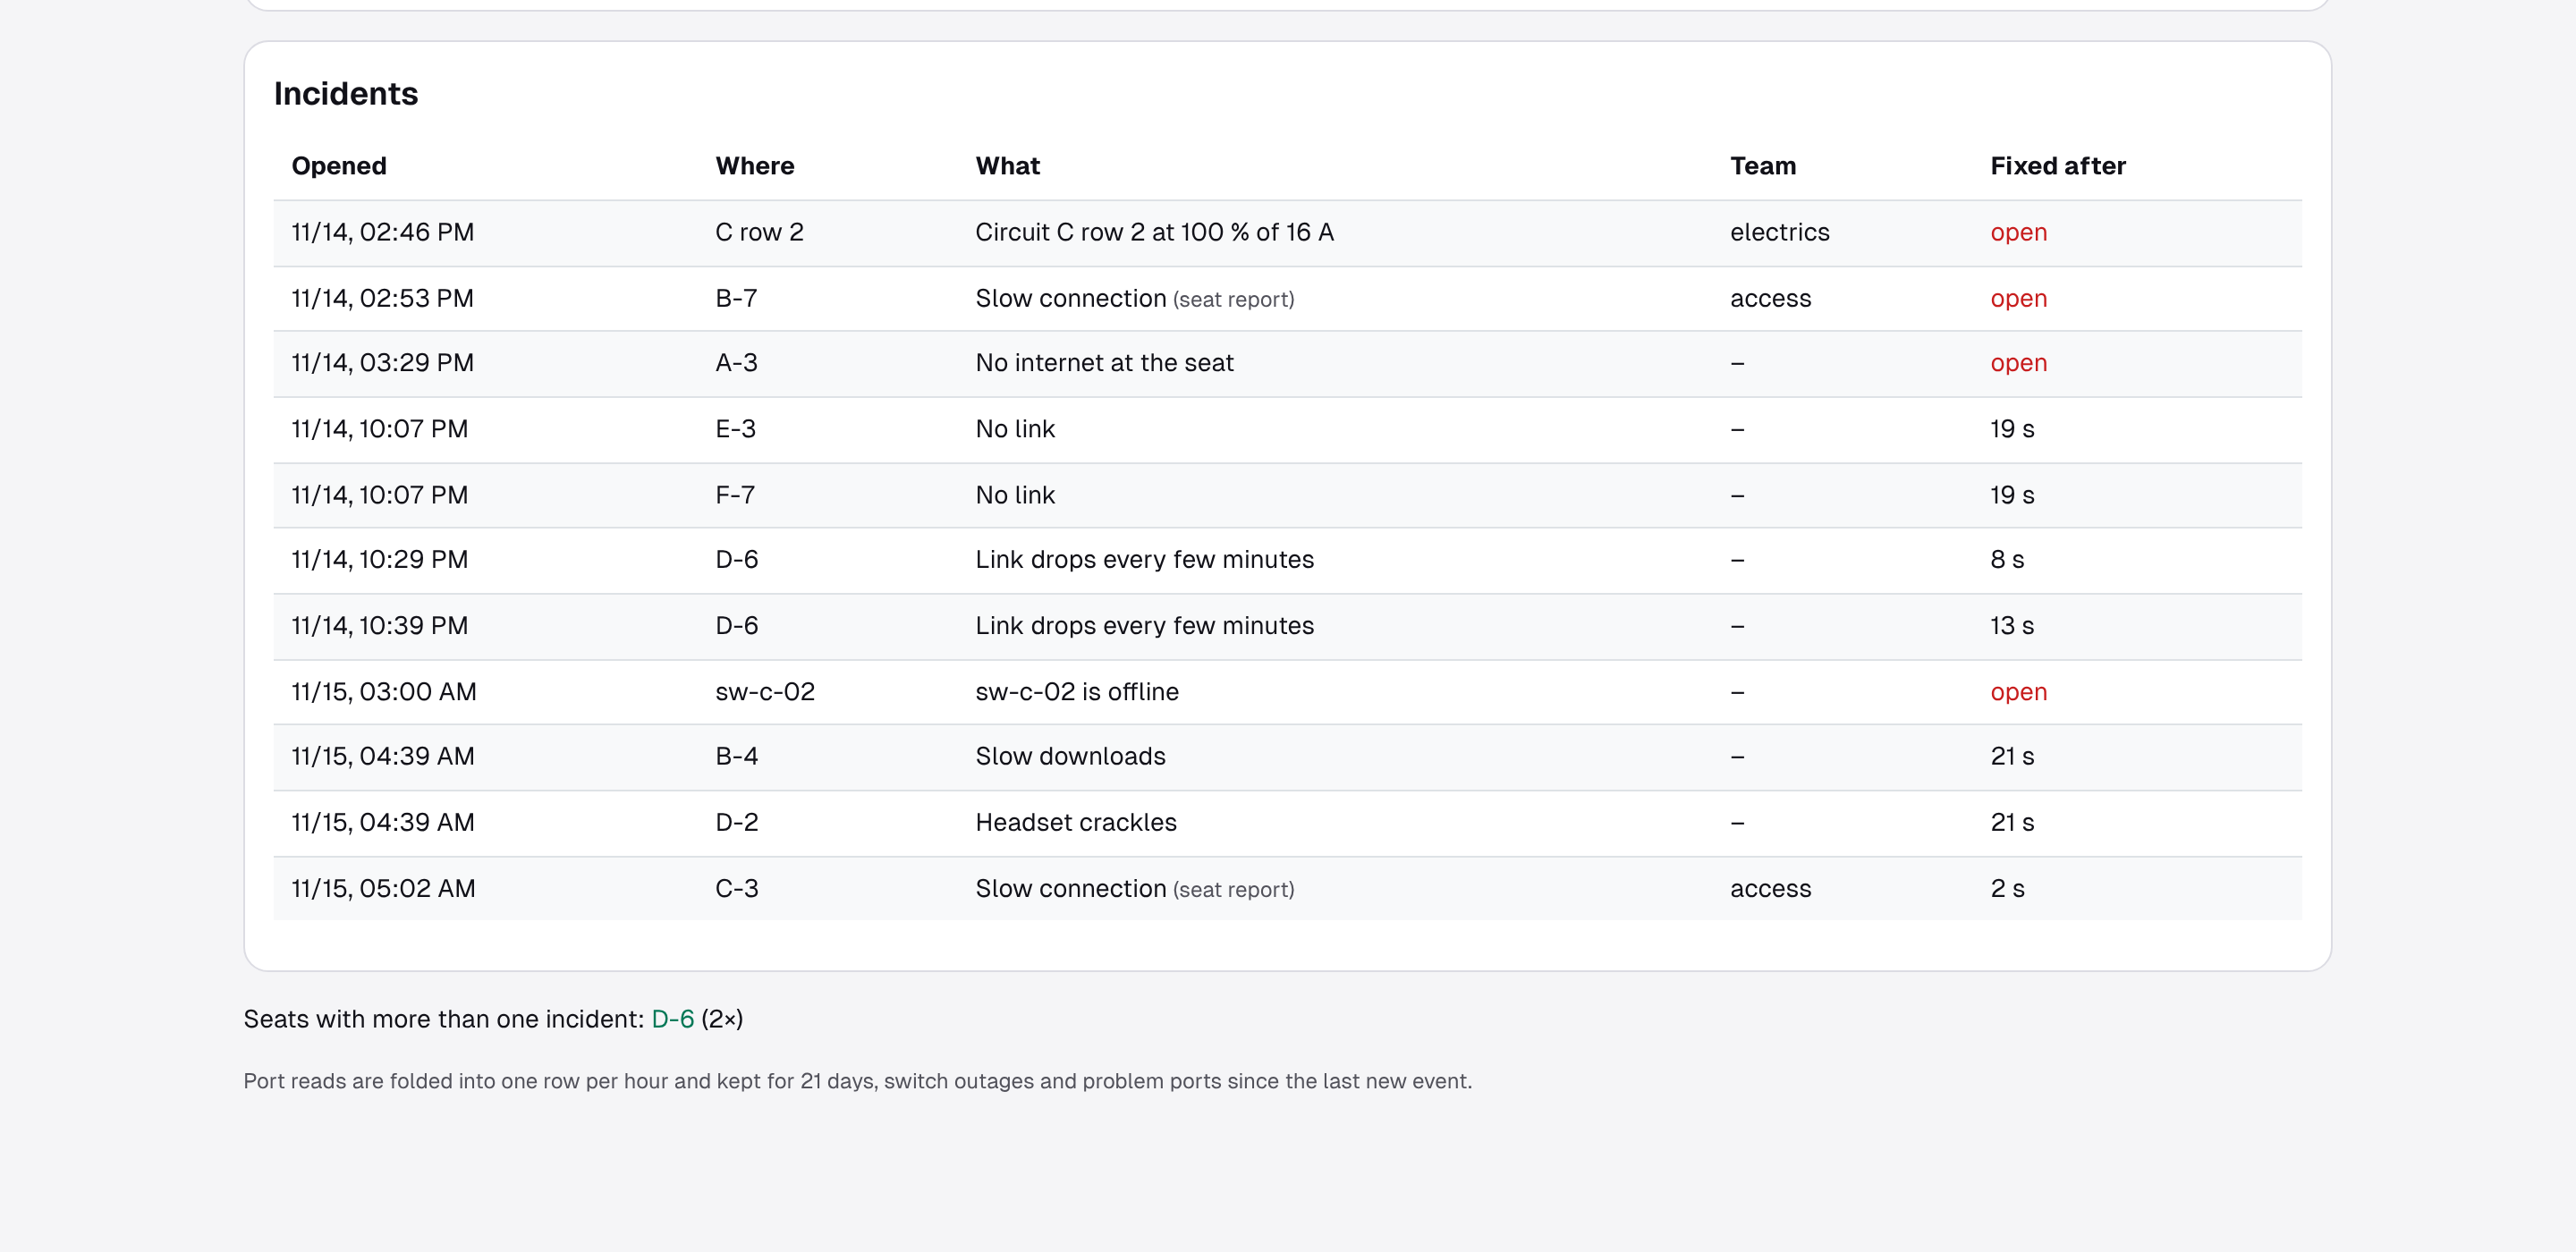 Incidents
Opened Where What Team Fixed after
11/14, 02:46 PM C row 2 Circuit C row 2 at 100 % of 16 A electrics open
11/14, 02:53 PM B-7 Slow connection (seat report) access open
11/14, 03:29 PM A-3 No internet at the seat – open
11/14, 10:07 PM E-3 No link – 19 s
11/14, 10:07 PM F-7 No link – 19 s
11/14, 10:29 PM D-6 Link drops every few minutes – 8 s
11/14, 10:39 PM D-6 Link drops every few minutes – 13 s
11/15, 03:00 AM sw-c-02 sw-c-02 is offline – open
11/15, 04:39 AM B-4 Slow downloads – 21 s
11/15, 04:39 AM D-2 Headset crackles – 21 s
11/15, 05:02 AM C-3 Slow connection (seat report) access 2 s
Seats with more than one incident: D-6 (2×)
Port reads are folded into one row per hour and kept for 21 days, switch outages and problem ports since the last new event.